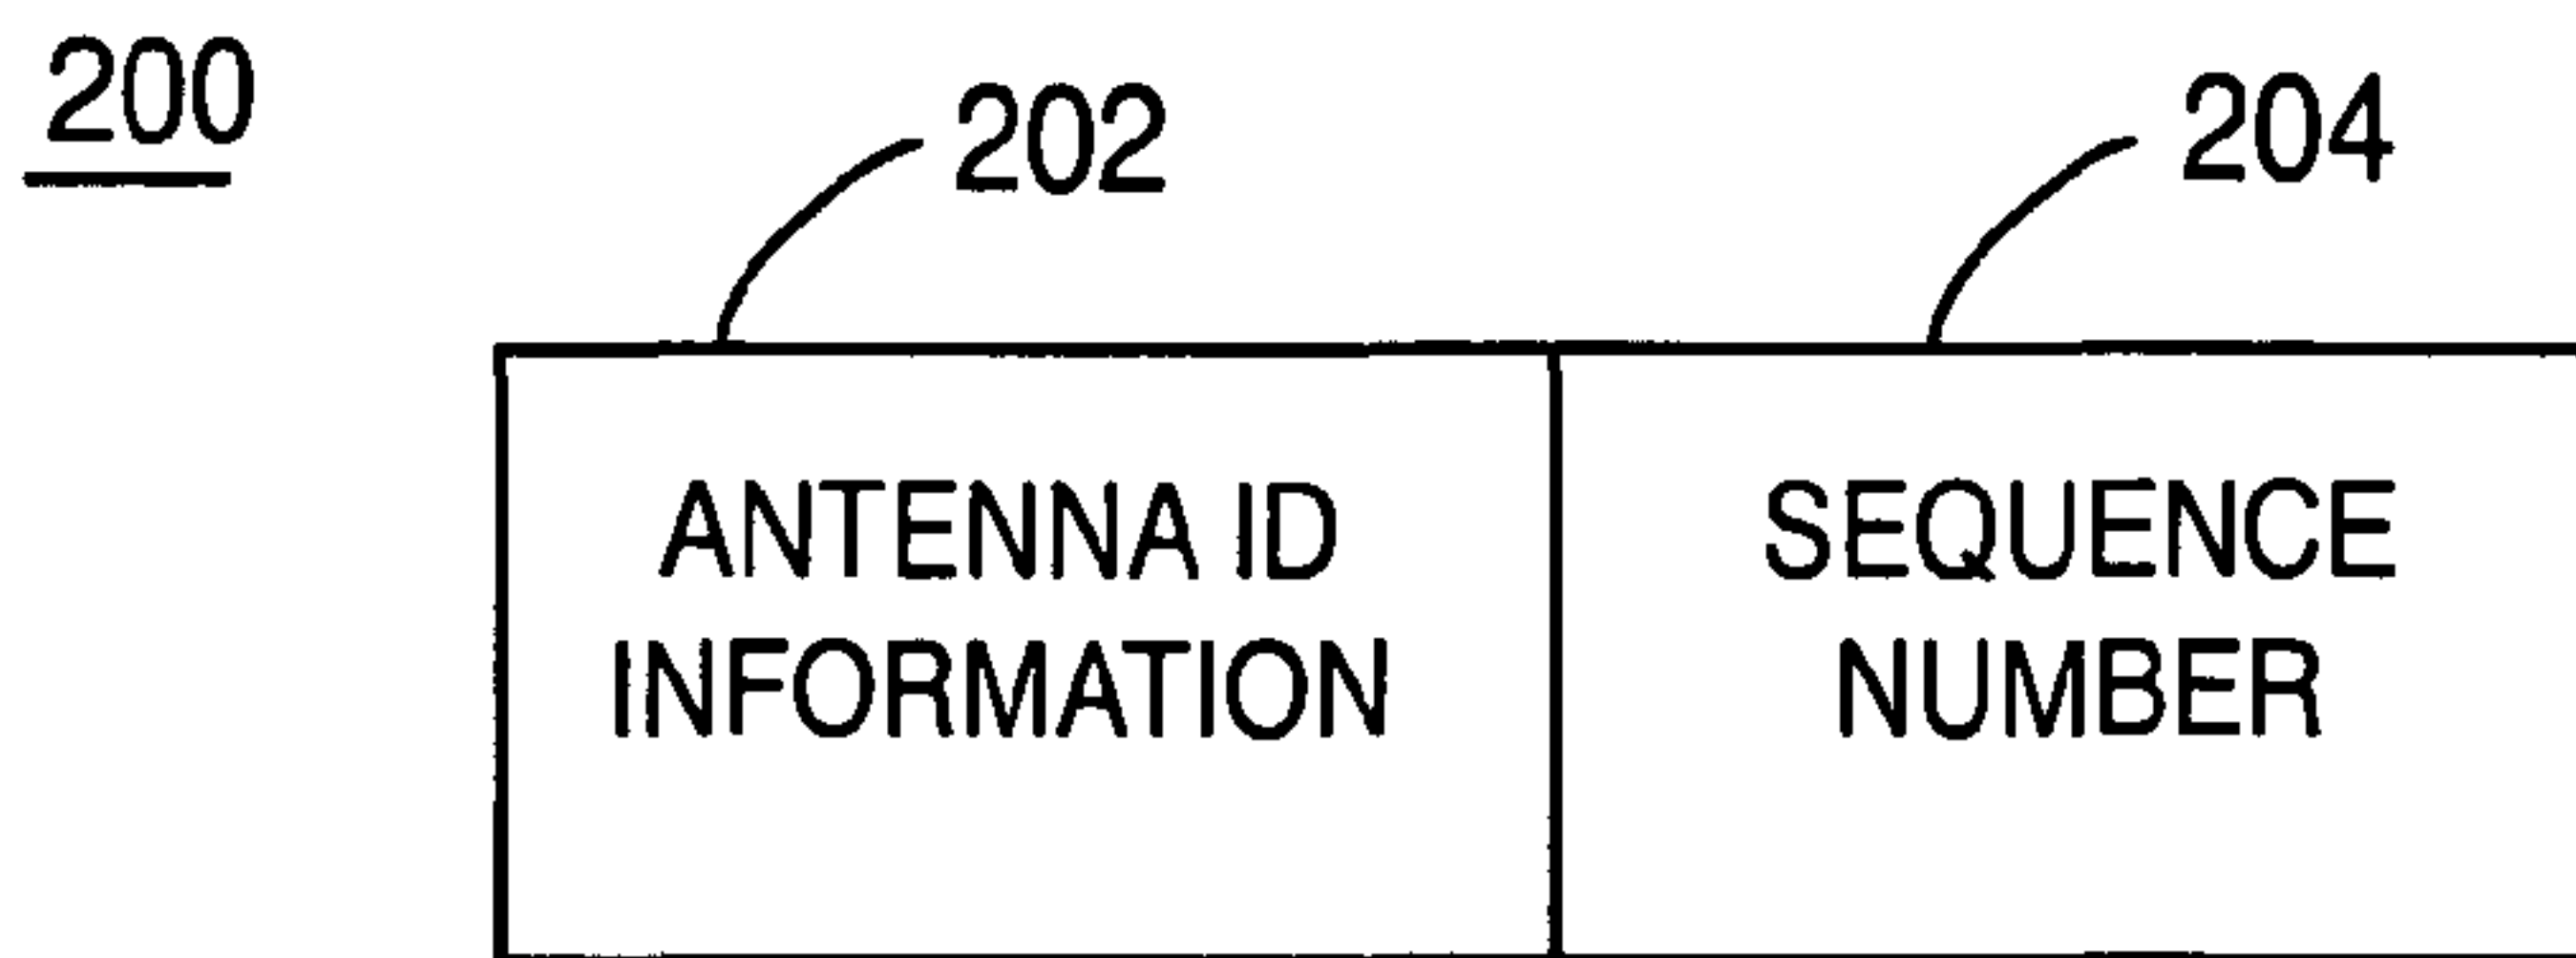 200
202
204
ANTENNA ID
INFORMATION
SEQUENCE
NUMBER